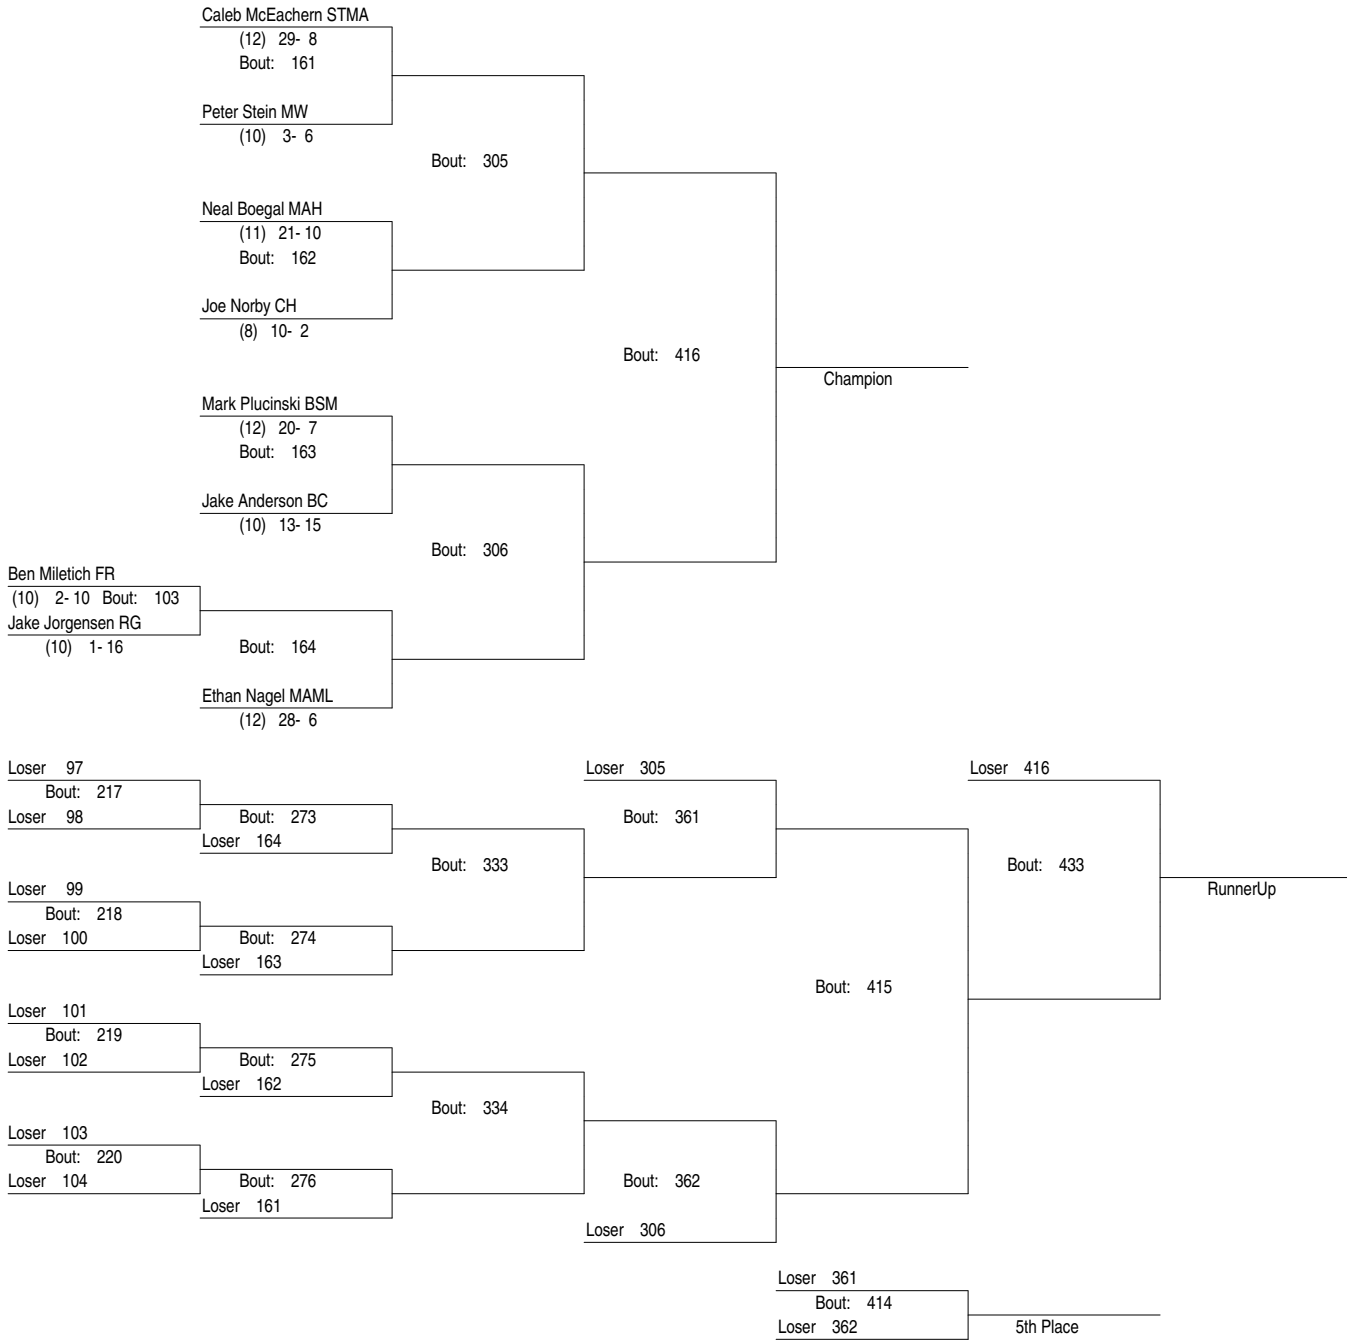 Caleb McEachern STMA
(12) 29- 8
Bout: 161
Peter Stein MW
(10) 3- 6
Bout: 305
Neal Boegal MAH
(11) 21- 10
Bout: 162
Joe Norby CH
(8) 10- 2
Bout: 416
Champion
Mark Plucinski BSM
(12) 20- 7
Bout: 163
Jake Anderson BC
(10) 13- 15
Bout: 306
Ben Miletich FR
(10) 2- 10 Bout: 103
Jake Jorgensen RG
(10) 1- 16
Bout: 164
Ethan Nagel MAML
(12) 28- 6
Loser 97
Bout: 217
Loser 98
Bout: 273
Loser 164
Bout: 333
Loser 305
Bout: 361
Loser 416
Bout: 433
RunnerUp
Loser 99
Bout: 218
Loser 100
Bout: 274
Loser 163
Bout: 415
Loser 101
Bout: 219
Loser 102
Bout: 275
Loser 162
Bout: 334
Loser 103
Bout: 220
Loser 104
Bout: 276
Loser 161
Bout: 362
Loser 306
Loser 361
Bout: 414
Loser 362
5th Place